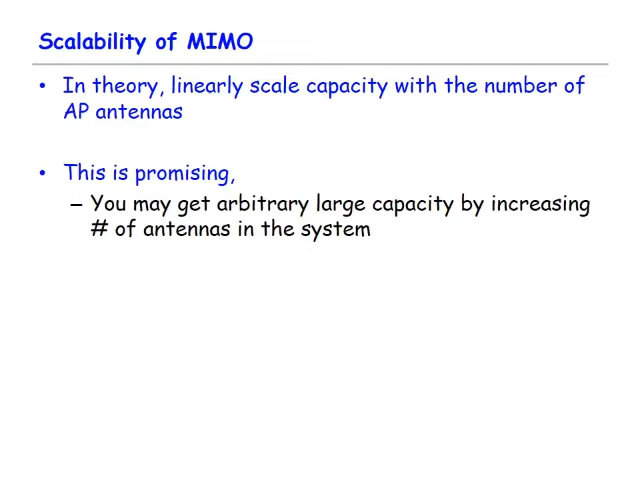 Scalability of MIMO
• In theory, linearly scale capacity with the number of
AP antennas
• This is promising,
– You may get arbitrary large capacity by increasing
# of antennas in the system